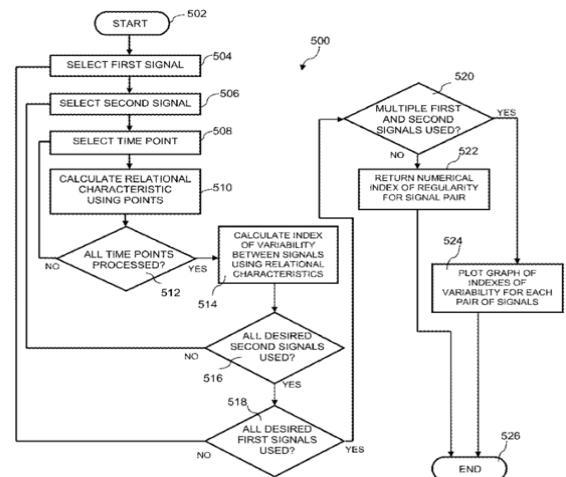 START
502
500
SELECT FIRST SIGNAL
504
SELECT SECOND SIGNAL
506
SELECT TIME POINT
508
CALCULATE RELATIONAL
CHARACTERISTIC
USING POINTS
510
ALL TIME POINTS
PROCESSED?
512
NO
YES
CALCULATE INDEX
OF VARIABILITY
BETWEEN SIGNALS
USING RELATIONAL
CHARACTERISTICS
514
ALL DESIRED
SECOND SIGNALS
USED?
516
NO
YES
518
ALL DESIRED
FIRST SIGNALS
USED?
NO
YES
520
MULTIPLE FIRST
AND SECOND
SIGNALS USED?
YES
NO
522
RETURN NUMERICAL
INDEX OF REGULARITY
FOR SIGNAL PAIR
524
PLOT GRAPH OF
INDEXES OF
VARIABILITY FOR EACH
PAIR OF SIGNALS
526
END